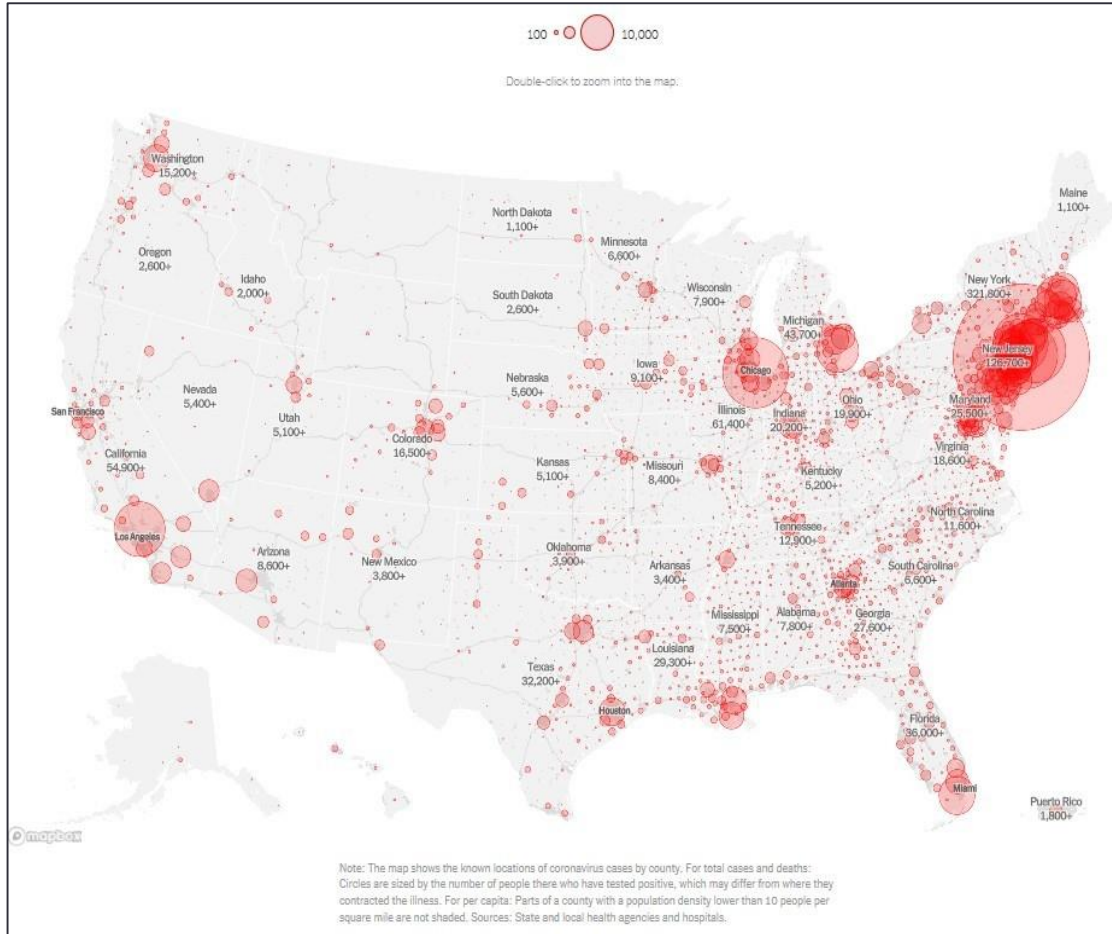 100
10,000
Double-click to zoom into the map.
Washington
15,200+
Maine
1,100+
North Dakota
1,100+
Minnesota
6,600+
Oregon
2,600+
Idaho
2,000+
Wisconsin
7,900+
New York
321,800+
South Dakota
2,600+
Michigan
43,700+
New Jersey
126,700+
Chicago
Iowa
9,100+
Nebraska
5,600+
Nevada
5,400+
San Francisco
Utah
5,100+
Illinois
61,400+
Indiana
20,200+
Ohio
19,900+
Maryland
25,500+
Colorado
16,500+
California
54,900+
Kansas
5,100+
Missouri
8,400+
Kentucky
5,200+
Virginia
18,600+
North Carolina
11,600+
Tennessee
12,900+
Los Angeles
Arizona
8,600+
New Mexico
3,800+
Oklahoma
3,900+
Arkansas
3,400+
South Carolina
6,600+
Atlanta
Mississippi
7,500+
Alabama
7,800+
Georgia
27,600+
Louisiana
29,300+
Texas
32,200+
Houston
Florida
36,000+
Miami
Puerto Rico
1,800+
mapbox
Note: The map shows the known locations of coronavirus cases by county. For total cases and deaths:
Circles are sized by the number of people there who have tested positive, which may differ from where they
contracted the illness. For per capita: Parts of a county with a population density lower than 10 people per
square mile are not shaded. Sources: State and local health agencies and hospitals.